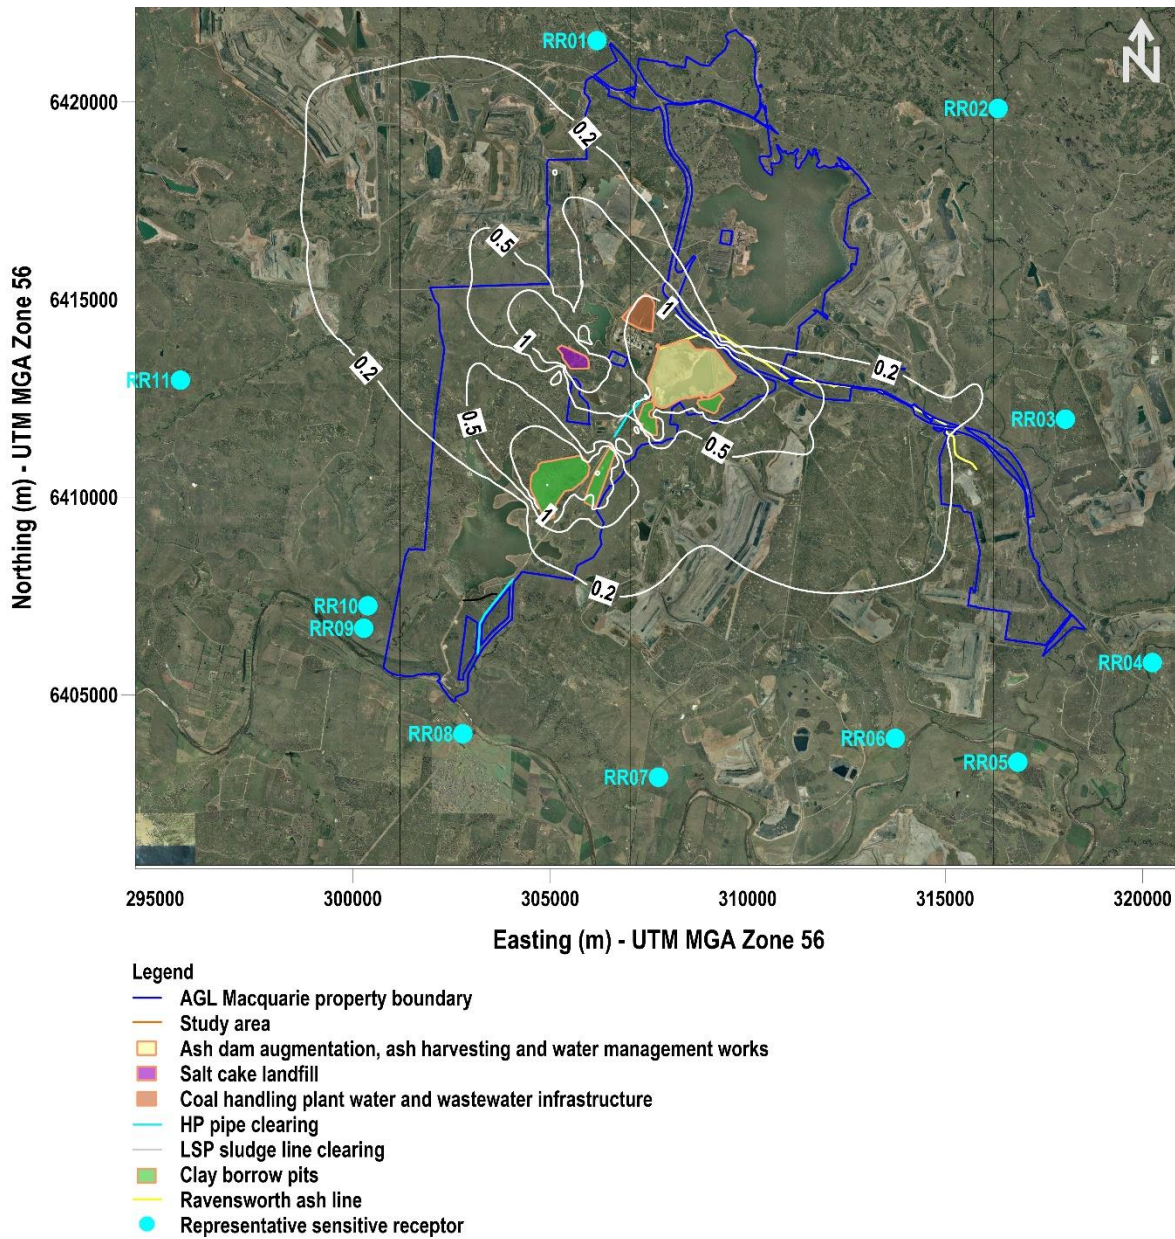 N
RR01
6420000
0.2
RR02
0.5
6415000
1
1
0.2
0.2
RR11
RR03
0.5
0.5
6410000
1
0.2
0.2
RR10
RR09
RR04
6405000
RR08
RR06
RR05
RR07
Northing (m) - UTM MGA Zone 56
295000 300000 305000 310000 315000 320000
Easting (m) - UTM MGA Zone 56
Legend
AGL Macquarie property boundary
Study area
Ash dam augmentation, ash harvesting and water management works
Salt cake landfill
Coal handling plant water and wastewater infrastructure
HP pipe clearing
LSP sludge line clearing
Clay borrow pits
Ravensworth ash line
Representative sensitive receptor